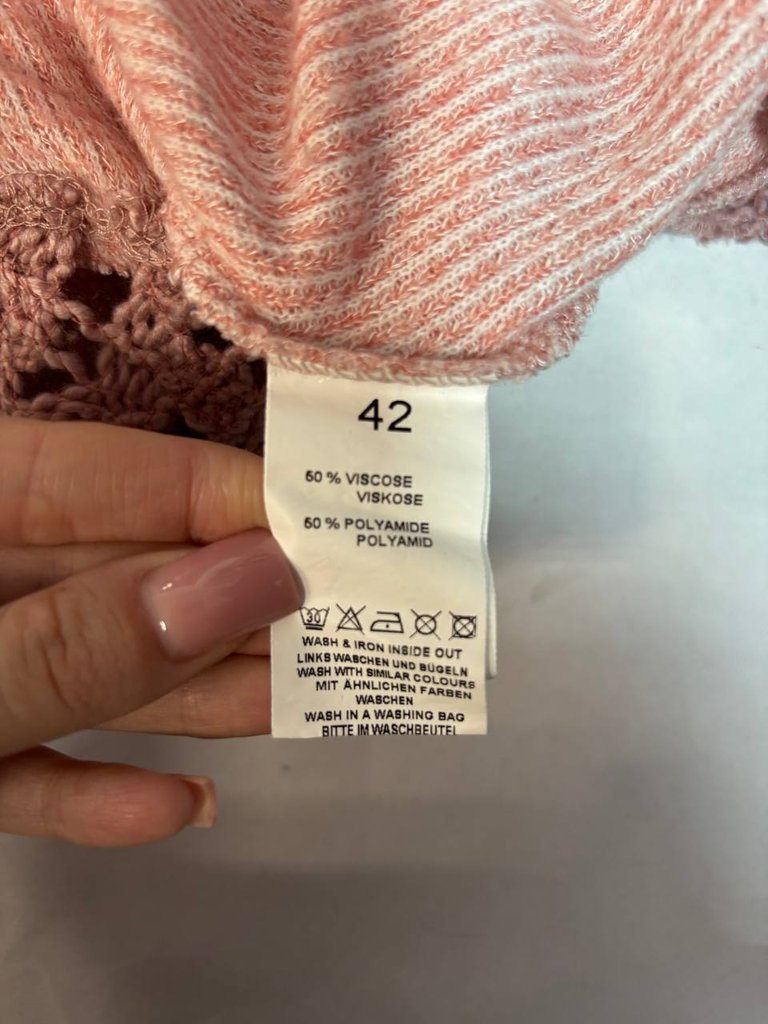 42
50 % VISCOSE
VISKOSE
50 % POLYAMIDE
POLYAMID
30
WASH & IRON INSIDE OUT
LINKS WASCHEN UND BÜGELN
WASH WITH SIMILAR COLOURS
MIT ÄHNLICHEN FARBEN
WASCHEN
WASH IN A WASHING BAG
BITTE IM WASCHBEUTEL